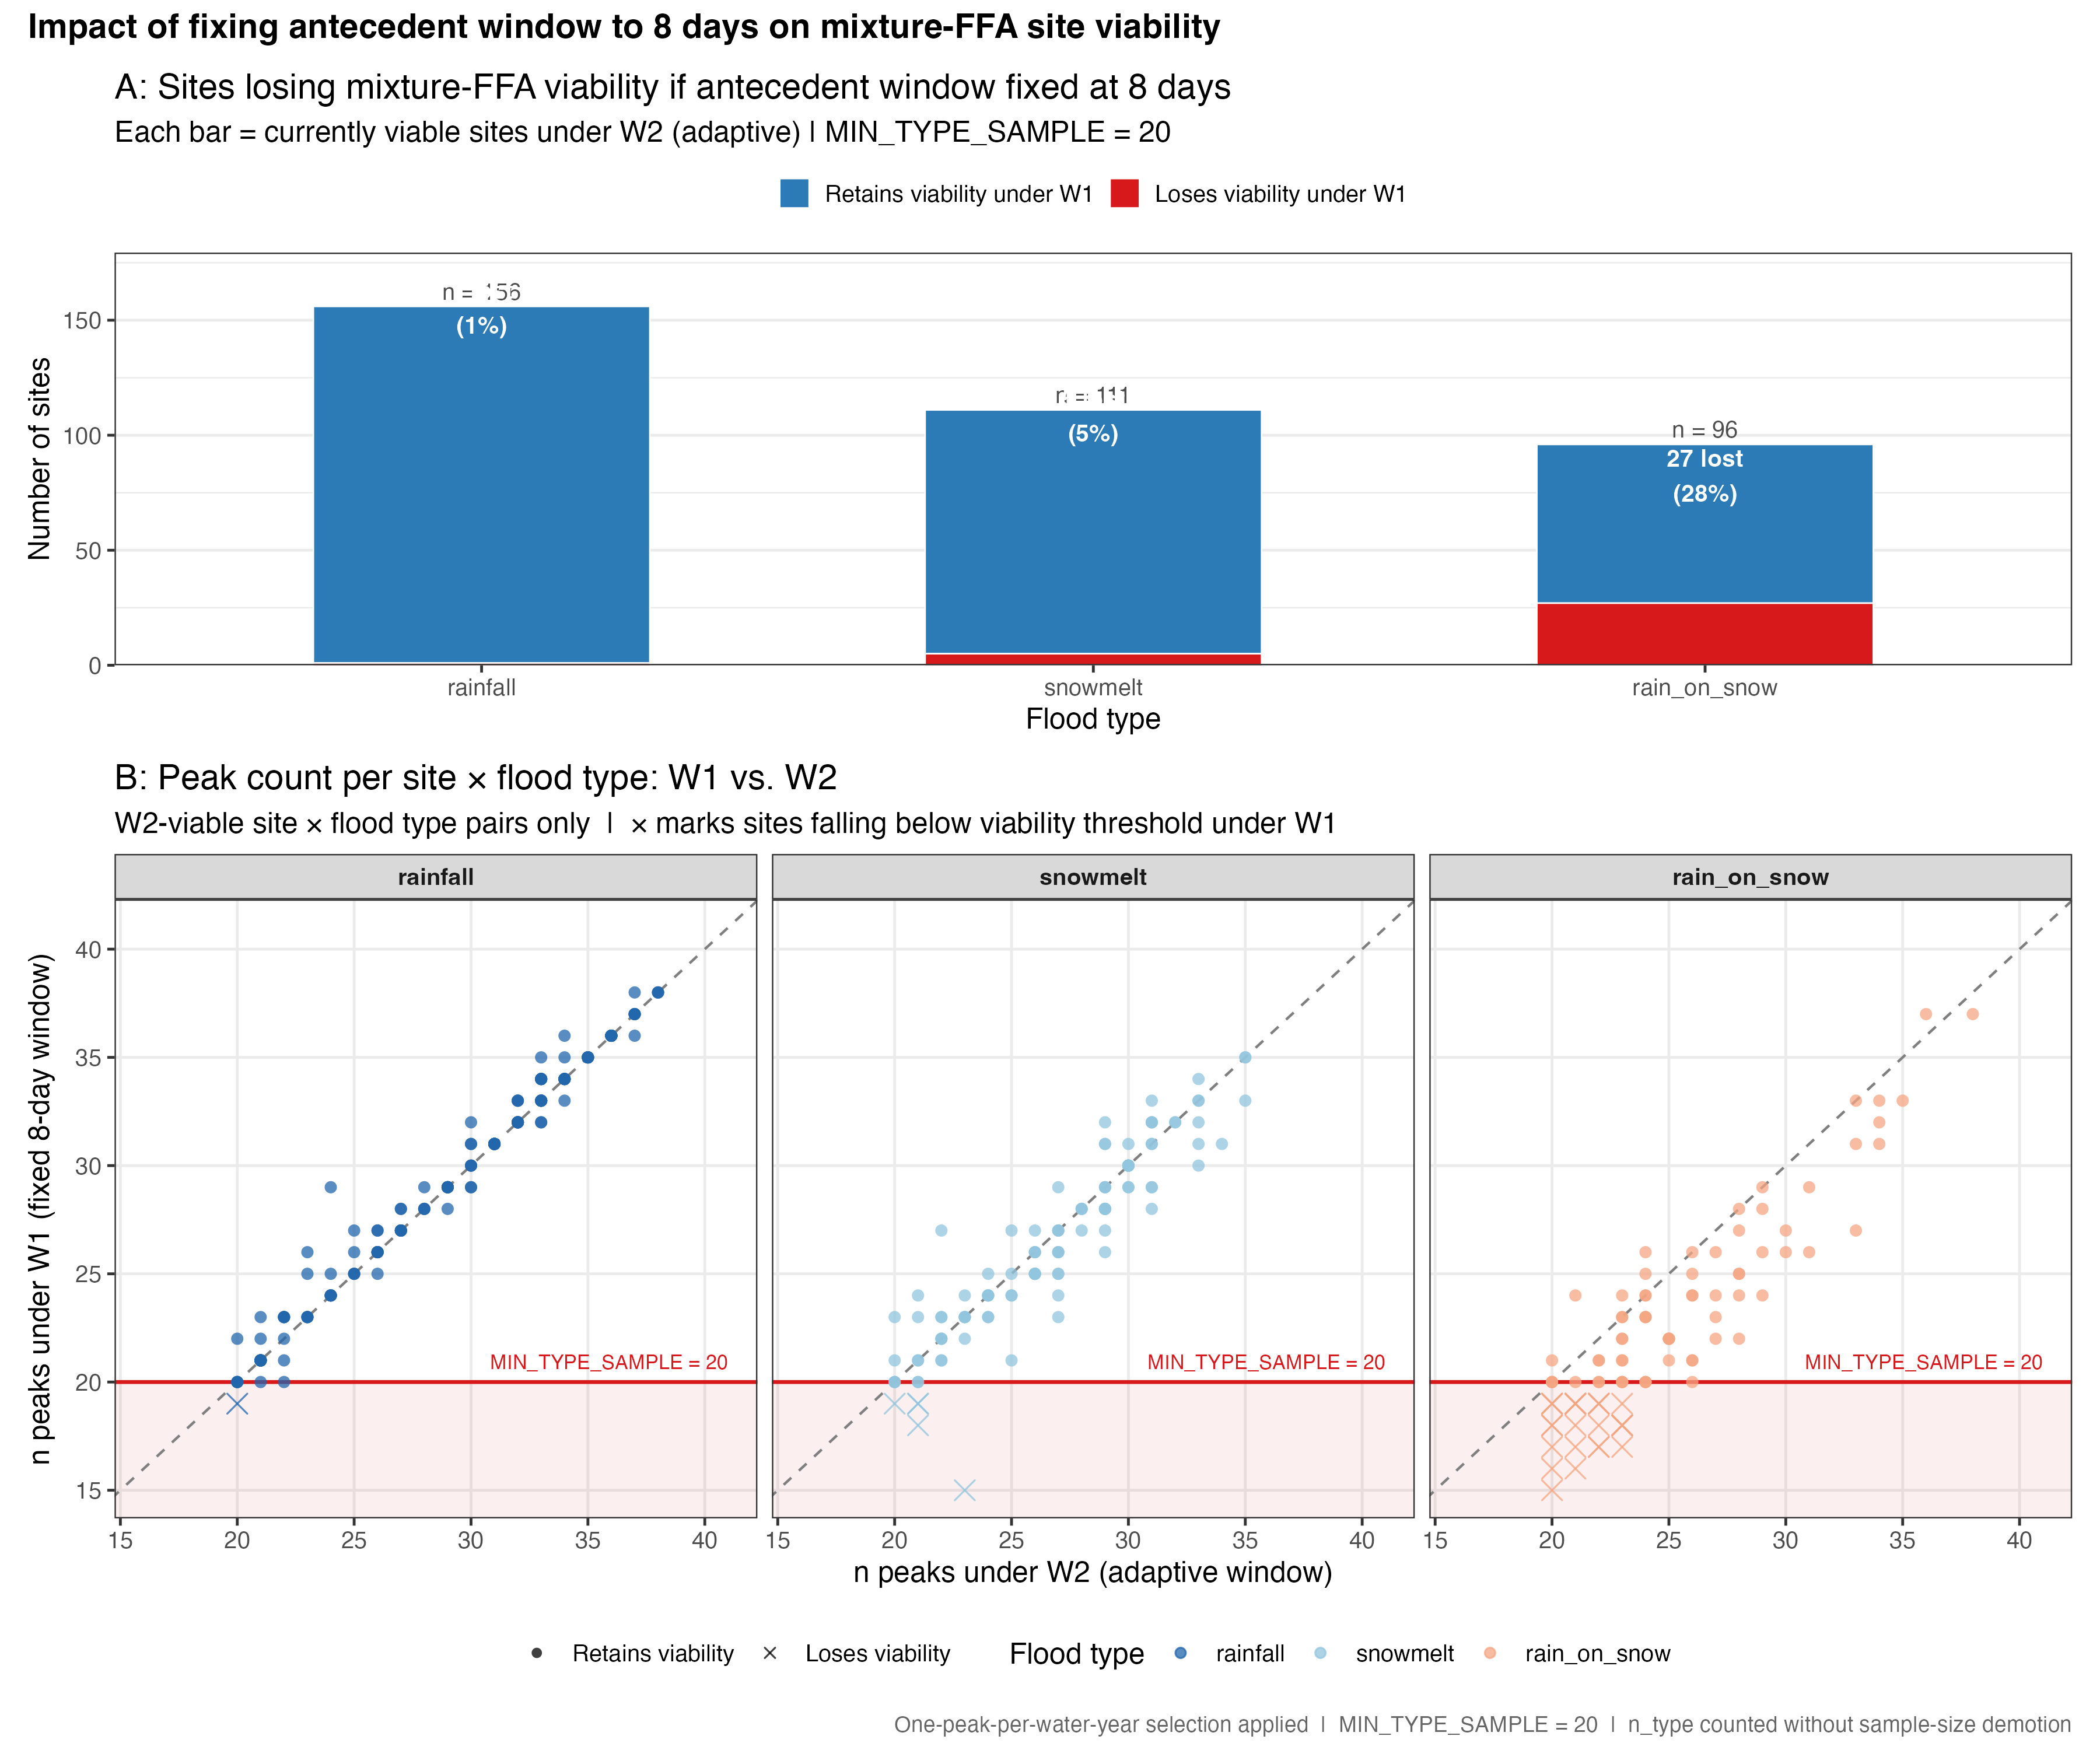 Impact of fixing antecedent window to 8 days on mixture-FFA site viability
A: Sites losing mixture-FFA viability if antecedent window fixed at 8 days
Each bar = currently viable sites under W2 (adaptive) | MIN_TYPE_SAMPLE = 20
Retains viability under W1 Loses viability under W1
Number of sites
150
100
50
0
n = 156
(1%)
n = 111
(5%)
n = 96
27 lost
(28%)
rainfall snowmelt rain_on_snow
Flood type
B: Peak count per site × flood type: W1 vs. W2
W2-viable site × flood type pairs only | × marks sites falling below viability threshold under W1
rainfall snowmelt rain_on_snow
n peaks under W1 (fixed 8-day window)
40
35
30
25
20
15
MIN_TYPE_SAMPLE = 20 MIN_TYPE_SAMPLE = 20 MIN_TYPE_SAMPLE = 20
15 20 25 30 35 40 15 20 25 30 35 40 15 20 25 30 35 40
n peaks under W2 (adaptive window)
Retains viability Loses viability Flood type rainfall snowmelt rain_on_snow
One-peak-per-water-year selection applied | MIN_TYPE_SAMPLE = 20 | n_type counted without sample-size demotion